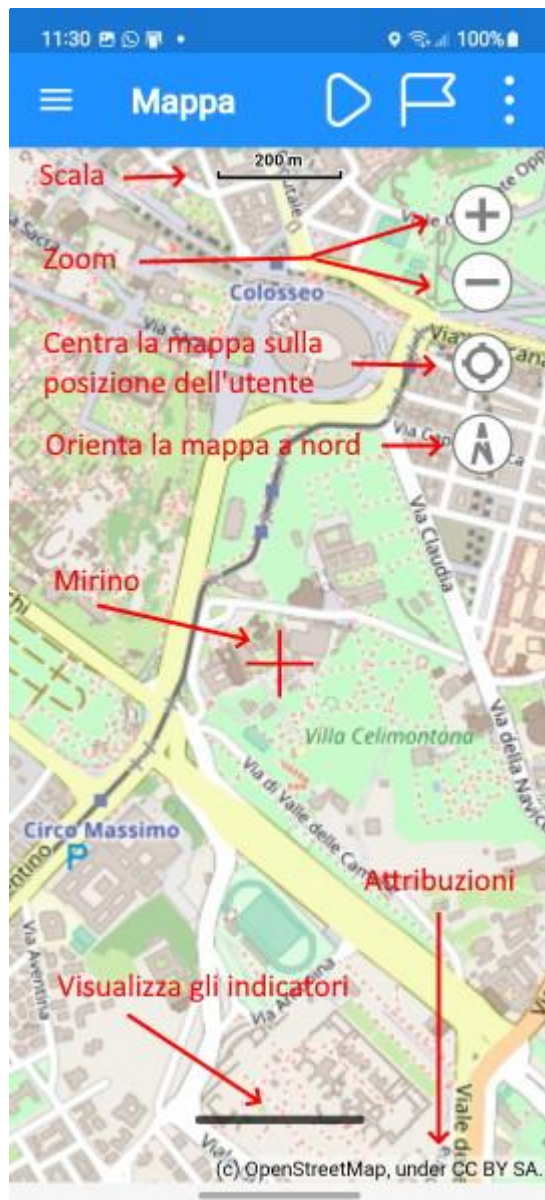 11:30
100%
Mappa
200 m
Scala
Zoom
Colosseo
Centra la mappa sulla
posizione dell'utente
Orienta la mappa a nord
Via Claudia
Mirino
Villa Celimontana
Via della Navice
Via di Valle delle Cam
Circo Massimo
P
Attribuzioni
Via Aventina
Visualizza gli indicatori
Viale d
(c) OpenStreetMap, under CC BY SA.